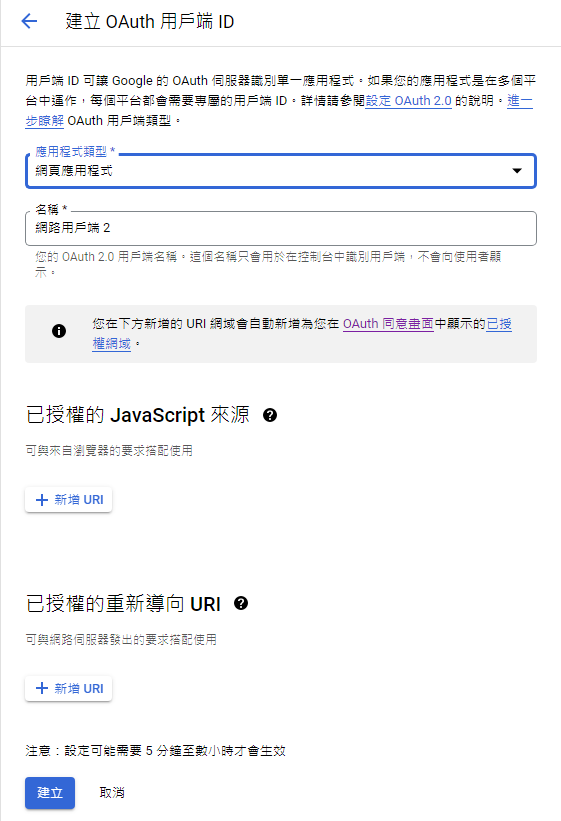 建立 OAuth 用戶端 ID
用戶端 ID 可讓 Google 的 OAuth 伺服器識別單一應用程式。如果您的應用程式是在多個平
台中運作，每個平台都會需要專屬的用戶端 ID。詳情請參閱設定 OAuth 2.0 的說明。進一
步瞭解 OAuth 用戶端類型。
應用程式類型 *
網頁應用程式
名稱 *
網路用戶端 2
您的 OAuth 2.0 用戶端名稱。這個名稱只會用於在控制台中識別用戶端，不會向使用者顯
示。
您在下方新增的 URI 網域會自動新增為您在 OAuth 同意畫面中顯示的已授
權網域。
已授權的 JavaScript 來源
可與來自瀏覽器的要求搭配使用
新增 URI
已授權的重新導向 URI
可與網路伺服器發出的要求搭配使用
新增 URI
注意：設定可能需要 5 分鐘至數小時才會生效
建立 取消